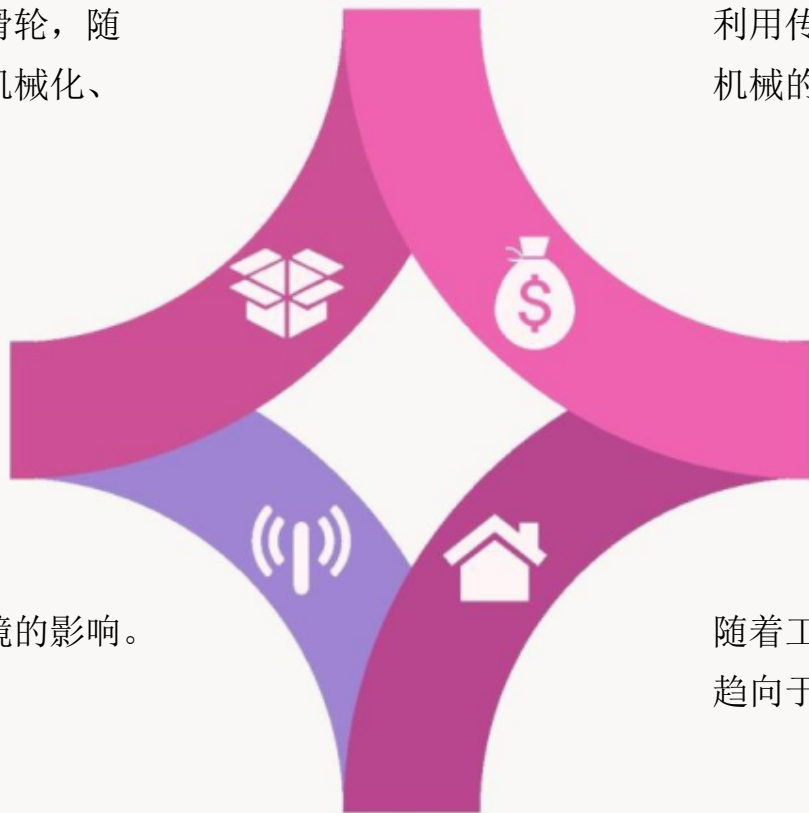 滑轮，随
机械化、
利用传
机械的
境的影响。
随着工
趋向于
$